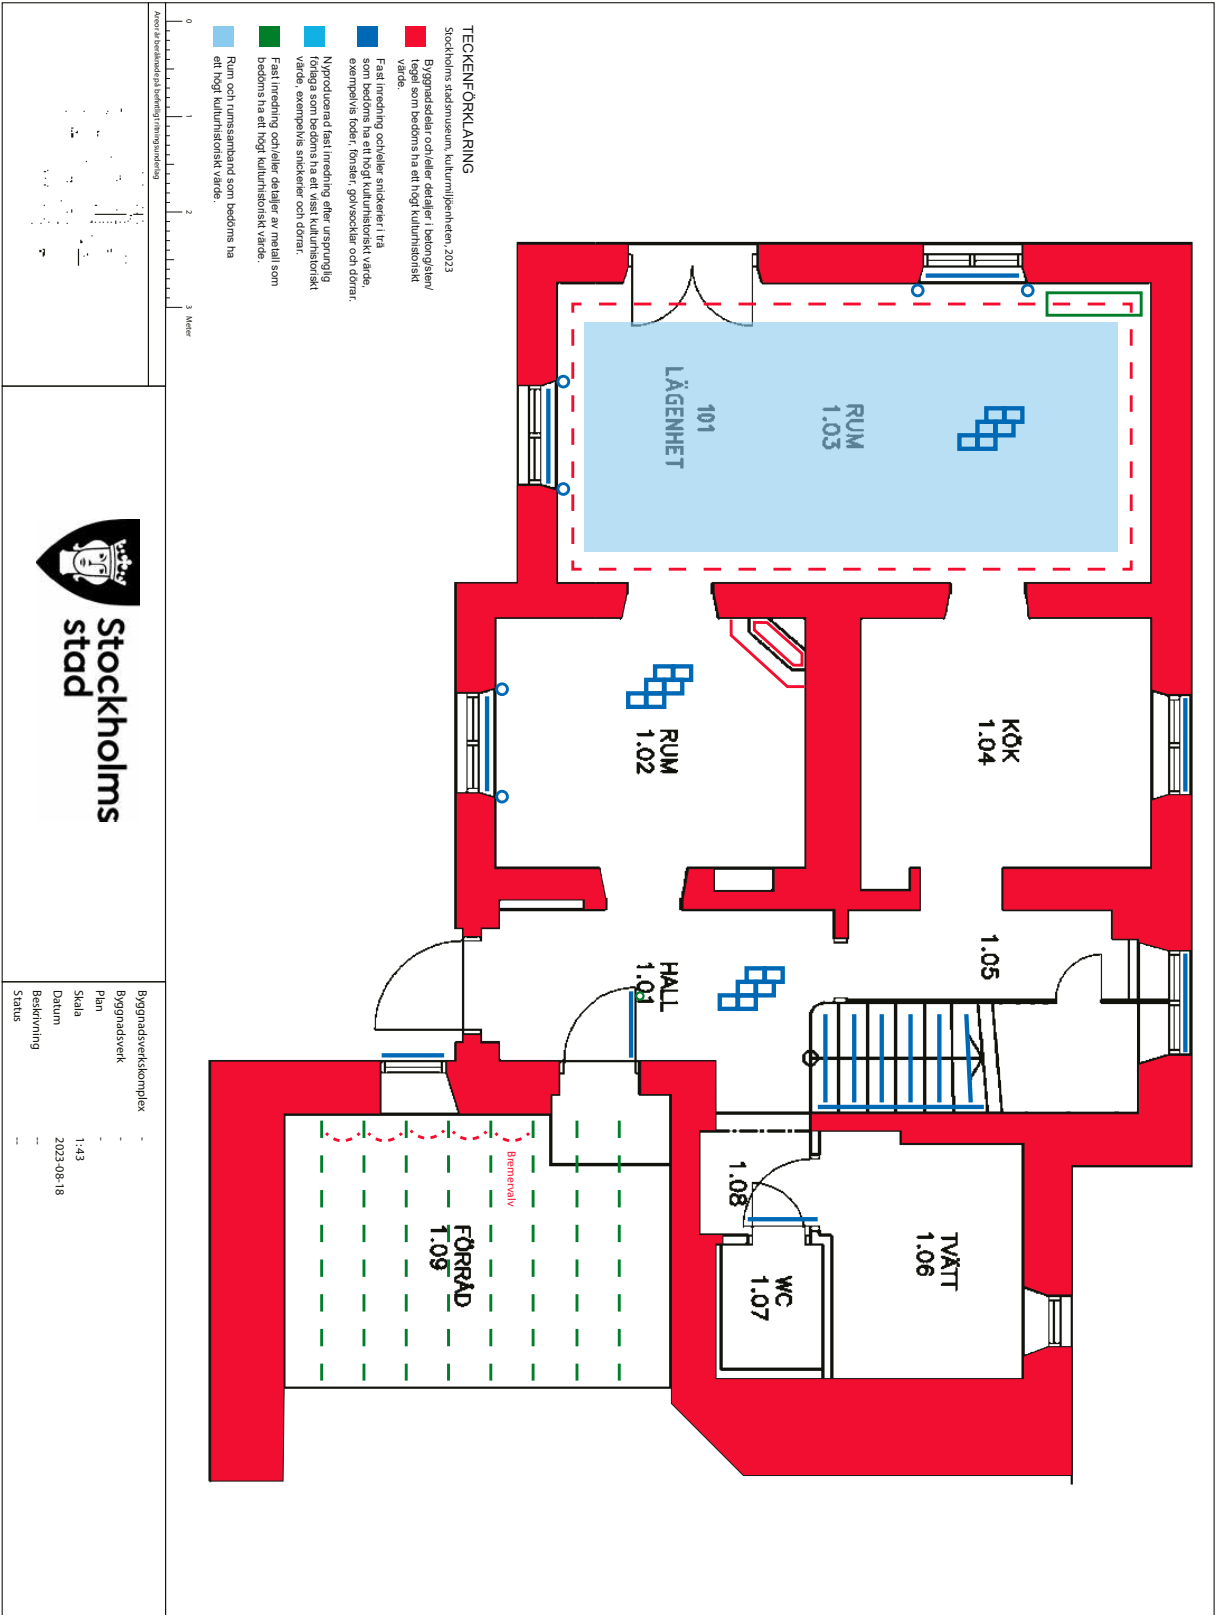 TECKENFÖRKLARING
Stockholms stadsmuseum, kulturmiljöenheten, 2023
Byggnadsdelar och/eller detaljer i betong/sten/
tegel som bedöms ha ett högt kulturhistoriskt
värde.
Fast inredning och/eller snickerier i trä
som bedöms ha ett högt kulturhistoriskt värde,
exempelvis foder, fönster, golvsocklar och dörrar.
Nyproducerad fast inredning efter ursprunglig
förlaga som bedöms ha ett visst kulturhistoriskt
värde, exempelvis snickerier och dörrar.
Fast inredning och/eller detaljer av metall som
bedöms ha ett högt kulturhistoriskt värde.
Rum och rumssamband som bedöms ha
ett högt kulturhistoriskt värde.
0 1 2 3 Meter
Areor är beräknade på befintligt ritningsunderlag
RUM
1.03
101
LÄGENHET
KÖK
1.04
RUM
1.02
1.05
HALL
1.01
1.08
TVÄTT
1.06
WC
1.07
Bremervalv
FÖRRÅD
1.09
Stockholms
stad
Byggnadsverkskomplex -
Byggnadsverk -
Plan -
Skala 1:43
Datum 2023-08-18
Beskrivning --
Status --